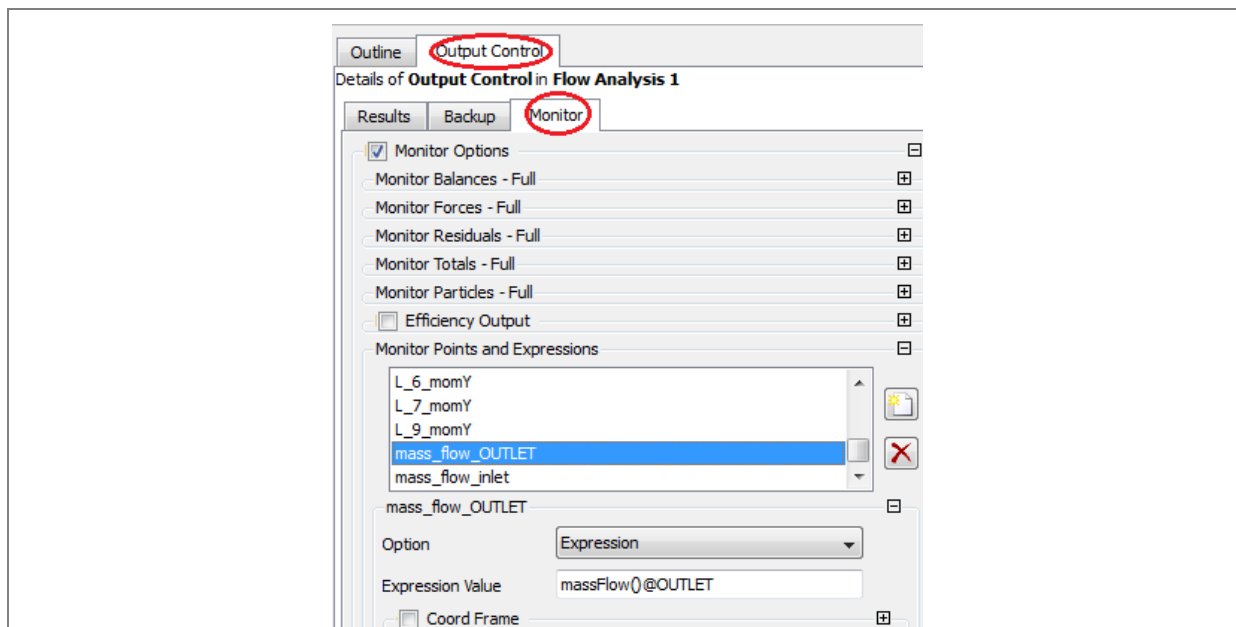 Outline Output Control
Details of Output Control in Flow Analysis 1
Results Backup Monitor
Monitor Options
Monitor Balances - Full
Monitor Forces - Full
Monitor Residuals - Full
Monitor Totals - Full
Monitor Particles - Full
Efficiency Output
Monitor Points and Expressions
L_6_momY
L_7_momY
L_9_momY
mass_flow_OUTLET
mass_flow_inlet
mass_flow_OUTLET
Option Expression
Expression Value massFlow()@OUTLET
Coord Frame